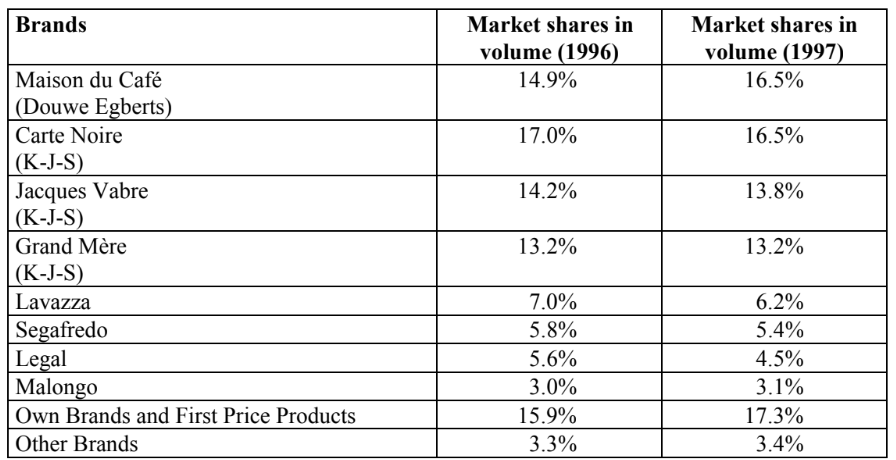 Brands Market shares in Market shares in
volume (1996) volume (1997)
Maison du Café 14.9% 16.5%
(Douwe Egberts)
Carte Noire 17.0% 16.5%
(K-J-S)
Jacques Vabre 14.2% 13.8%
(K-J-S)
Grand Mère 13.2% 13.2%
(K-J-S)
Lavazza 7.0% 6.2%
Segafredo 5.8% 5.4%
Legal 5.6% 4.5%
Malongo 3.0% 3.1%
Own Brands and First Price Products 15.9% 17.3%
Other Brands 3.3% 3.4%